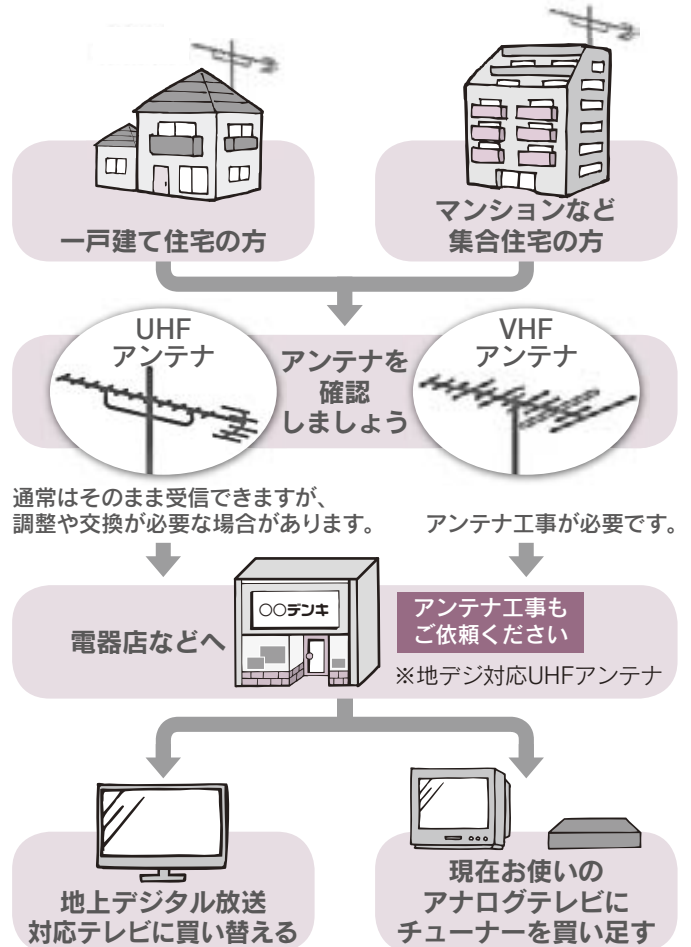 一戸建て住宅の方
マンションなど
集合住宅の方
UHF
アンテナ
アンテナを
確認
しましょう
VHF
アンテナ
通常はそのまま受信できますが、
調整や交換が必要な場合があります。
アンテナ工事が必要です。
電器店などへ
○○デンキ
アンテナ工事も
ご依頼ください
※地デジ対応UHFアンテナ
地上デジタル放送
対応テレビに買い替える
現在お使いの
アナログテレビに
チューナーを買い足す